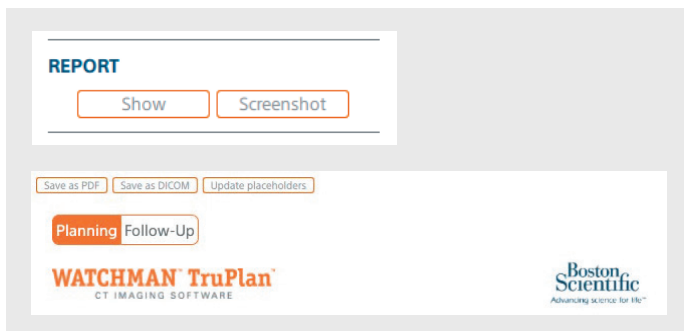 REPORT
Show Screenshot
Save as PDF Save as DICOM Update placeholders
Planning Follow-Up
WATCHMAN™ TruPlan™
CT IMAGING SOFTWARE
Boston
Scientific
Advancing science for life™